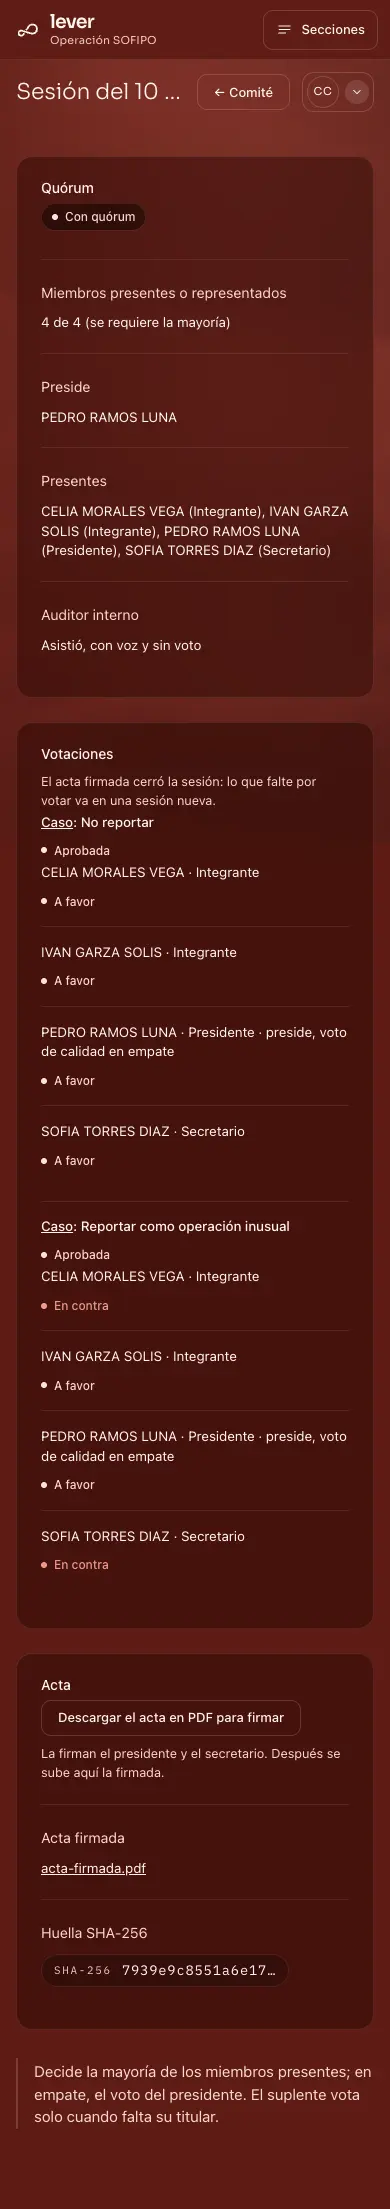 lever
Operación SOFIPO
Secciones
Sesión del 10 ...
← Comité
CC
Quórum
Con quórum
Miembros presentes o representados
4 de 4 (se requiere la mayoría)
Preside
PEDRO RAMOS LUNA
Presentes
CELIA MORALES VEGA (Integrante), IVAN GARZA
SOLIS (Integrante), PEDRO RAMOS LUNA
(Presidente), SOFIA TORRES DIAZ (Secretario)
Auditor interno
Asistió, con voz y sin voto
Votaciones
El acta firmada cerró la sesión: lo que falte por
votar va en una sesión nueva.
Caso: No reportar
Aprobada
CELIA MORALES VEGA · Integrante
A favor
IVAN GARZA SOLIS · Integrante
A favor
PEDRO RAMOS LUNA · Presidente · preside, voto
de calidad en empate
A favor
SOFIA TORRES DIAZ · Secretario
A favor
Caso: Reportar como operación inusual
Aprobada
CELIA MORALES VEGA · Integrante
En contra
IVAN GARZA SOLIS · Integrante
A favor
PEDRO RAMOS LUNA · Presidente · preside, voto
de calidad en empate
A favor
SOFIA TORRES DIAZ · Secretario
En contra
Acta
Descargar el acta en PDF para firmar
La firman el presidente y el secretario. Después se
sube aquí la firmada.
Acta firmada
acta-firmada.pdf
Huella SHA-256
SHA-256 7939e9c8551a6e17…
Decide la mayoría de los miembros presentes; en
empate, el voto del presidente. El suplente vota
solo cuando falta su titular.